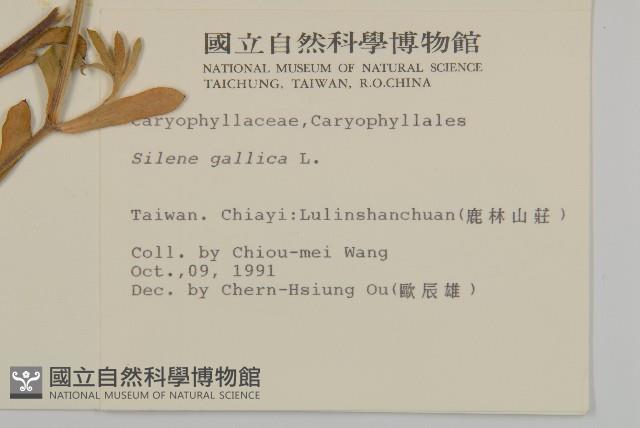 國立自然科學博物館
NATIONAL MUSEUM OF NATURAL SCIENCE
TAICHUNG, TAIWAN, R.O.CHINA
Caryophyllaceae,Caryophyllales
Silene gallica L.
Taiwan. Chiayi:Lulinshanchuan(鹿林山莊)
Coll. by Chiou-mei Wang
Oct.,09, 1991
Dec. by Chern-Hsiung Ou(歐辰雄)
國立自然科學博物館
NATIONAL MUSEUM OF NATURAL SCIENCE